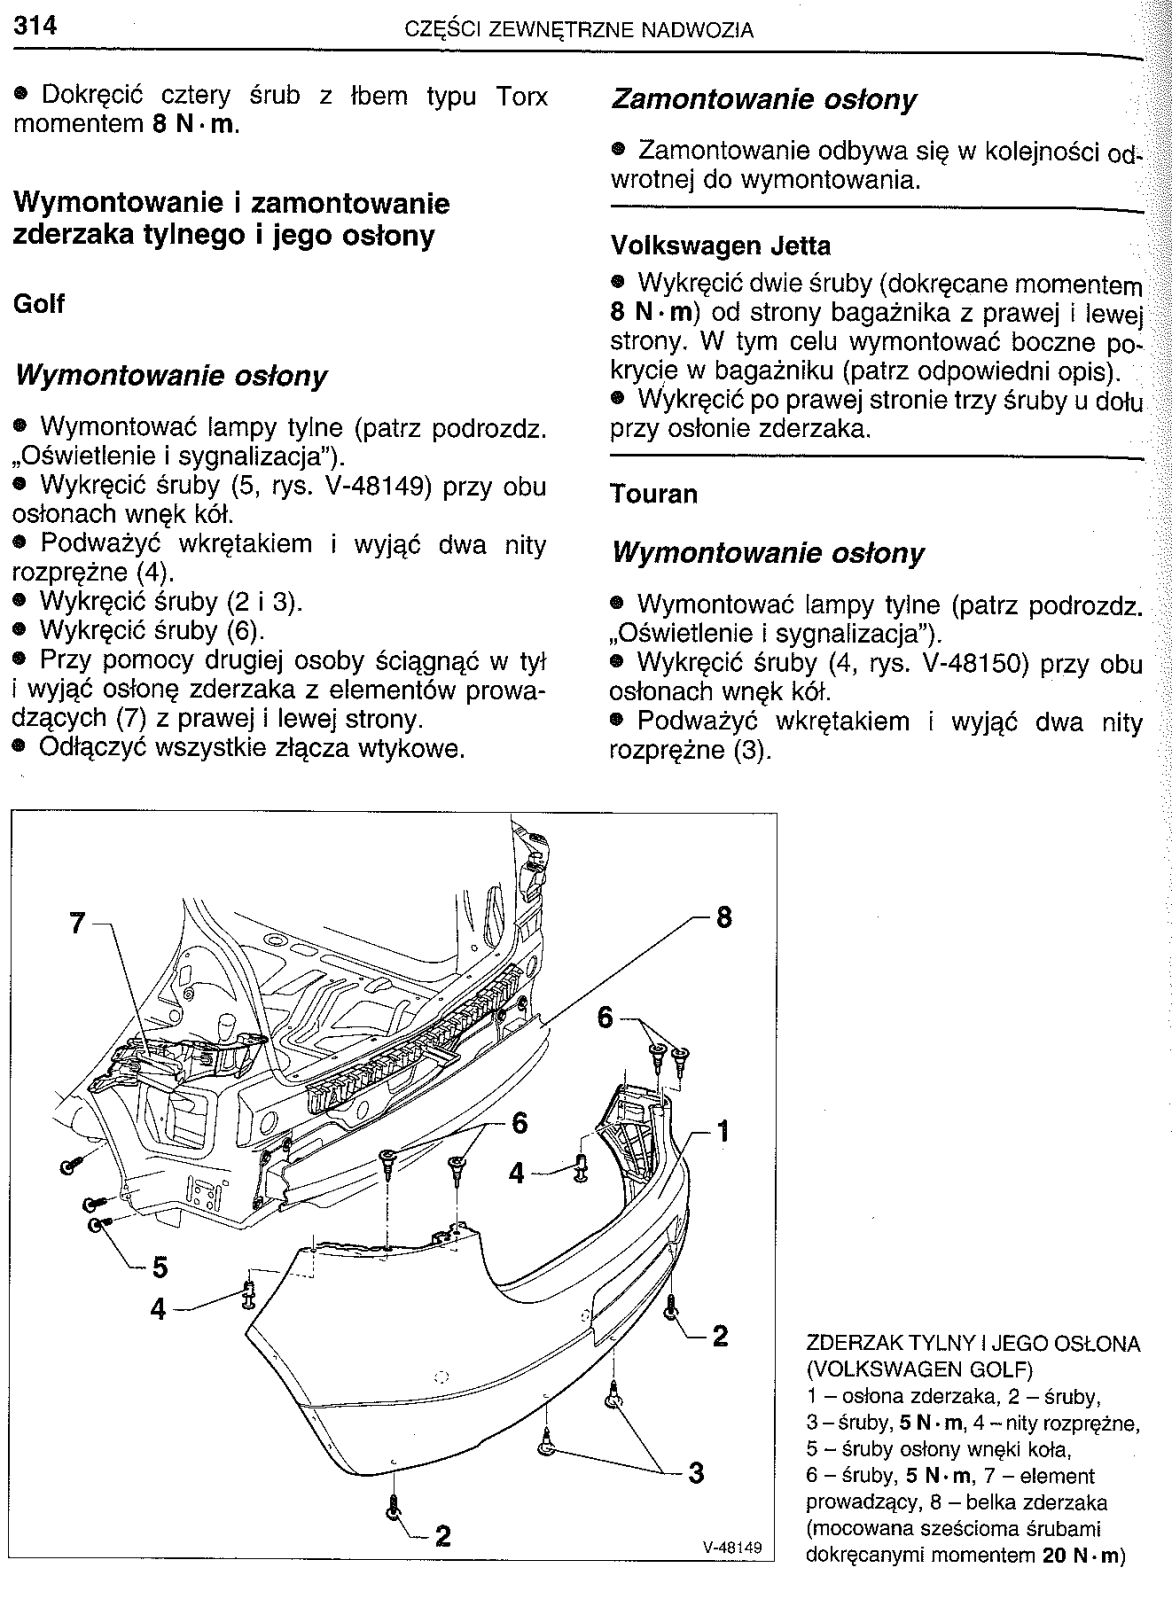 314
CZĘŚCI ZEWNĘTRZNE NADWOZIA
● Dokręcić cztery śrub z łbem typu Torx
momentem 8 N·m.
Wymontowanie i zamontowanie
zderzaka tylnego i jego osłony
Golf
Wymontowanie osłony
● Wymontować lampy tylne (patrz podrozdz.
„Oświetlenie i sygnalizacja”).
● Wykręcić śruby (5, rys. V-48149) przy obu
osłonach wnęk kół.
● Podważyć wkrętakiem i wyjąć dwa nity
rozprężne (4).
● Wykręcić śruby (2 i 3).
● Wykręcić śruby (6).
● Przy pomocy drugiej osoby ściągnąć w tył
i wyjąć osłonę zderzaka z elementów prowa-
dzących (7) z prawej i lewej strony.
● Odłączyć wszystkie złącza wtykowe.
Zamontowanie osłony
● Zamontowanie odbywa się w kolejności od-
wrotnej do wymontowania.
Volkswagen Jetta
● Wykręcić dwie śruby (dokręcane momentem
8 N·m) od strony bagażnika z prawej i lewej
strony. W tym celu wymontować boczne po-
krycie w bagażniku (patrz odpowiedni opis).
● Wykręcić po prawej stronie trzy śruby u dołu
przy osłonie zderzaka.
Touran
Wymontowanie osłony
● Wymontować lampy tylne (patrz podrozdz.
„Oświetlenie i sygnalizacja”).
● Wykręcić śruby (4, rys. V-48150) przy obu
osłonach wnęk kół.
● Podważyć wkrętakiem i wyjąć dwa nity
rozprężne (3).
7
8
6
6
1
4
5
4
2
3
2
V-48149
ZDERZAK TYLNY I JEGO OSŁONA
(VOLKSWAGEN GOLF)
1 – osłona zderzaka, 2 – śruby,
3 – śruby, 5 N·m, 4 – nity rozprężne,
5 – śruby osłony wnęki koła,
6 – śruby, 5 N·m, 7 – element
prowadzący, 8 – belka zderzaka
(mocowana sześcioma śrubami
dokręcanymi momentem 20 N·m)